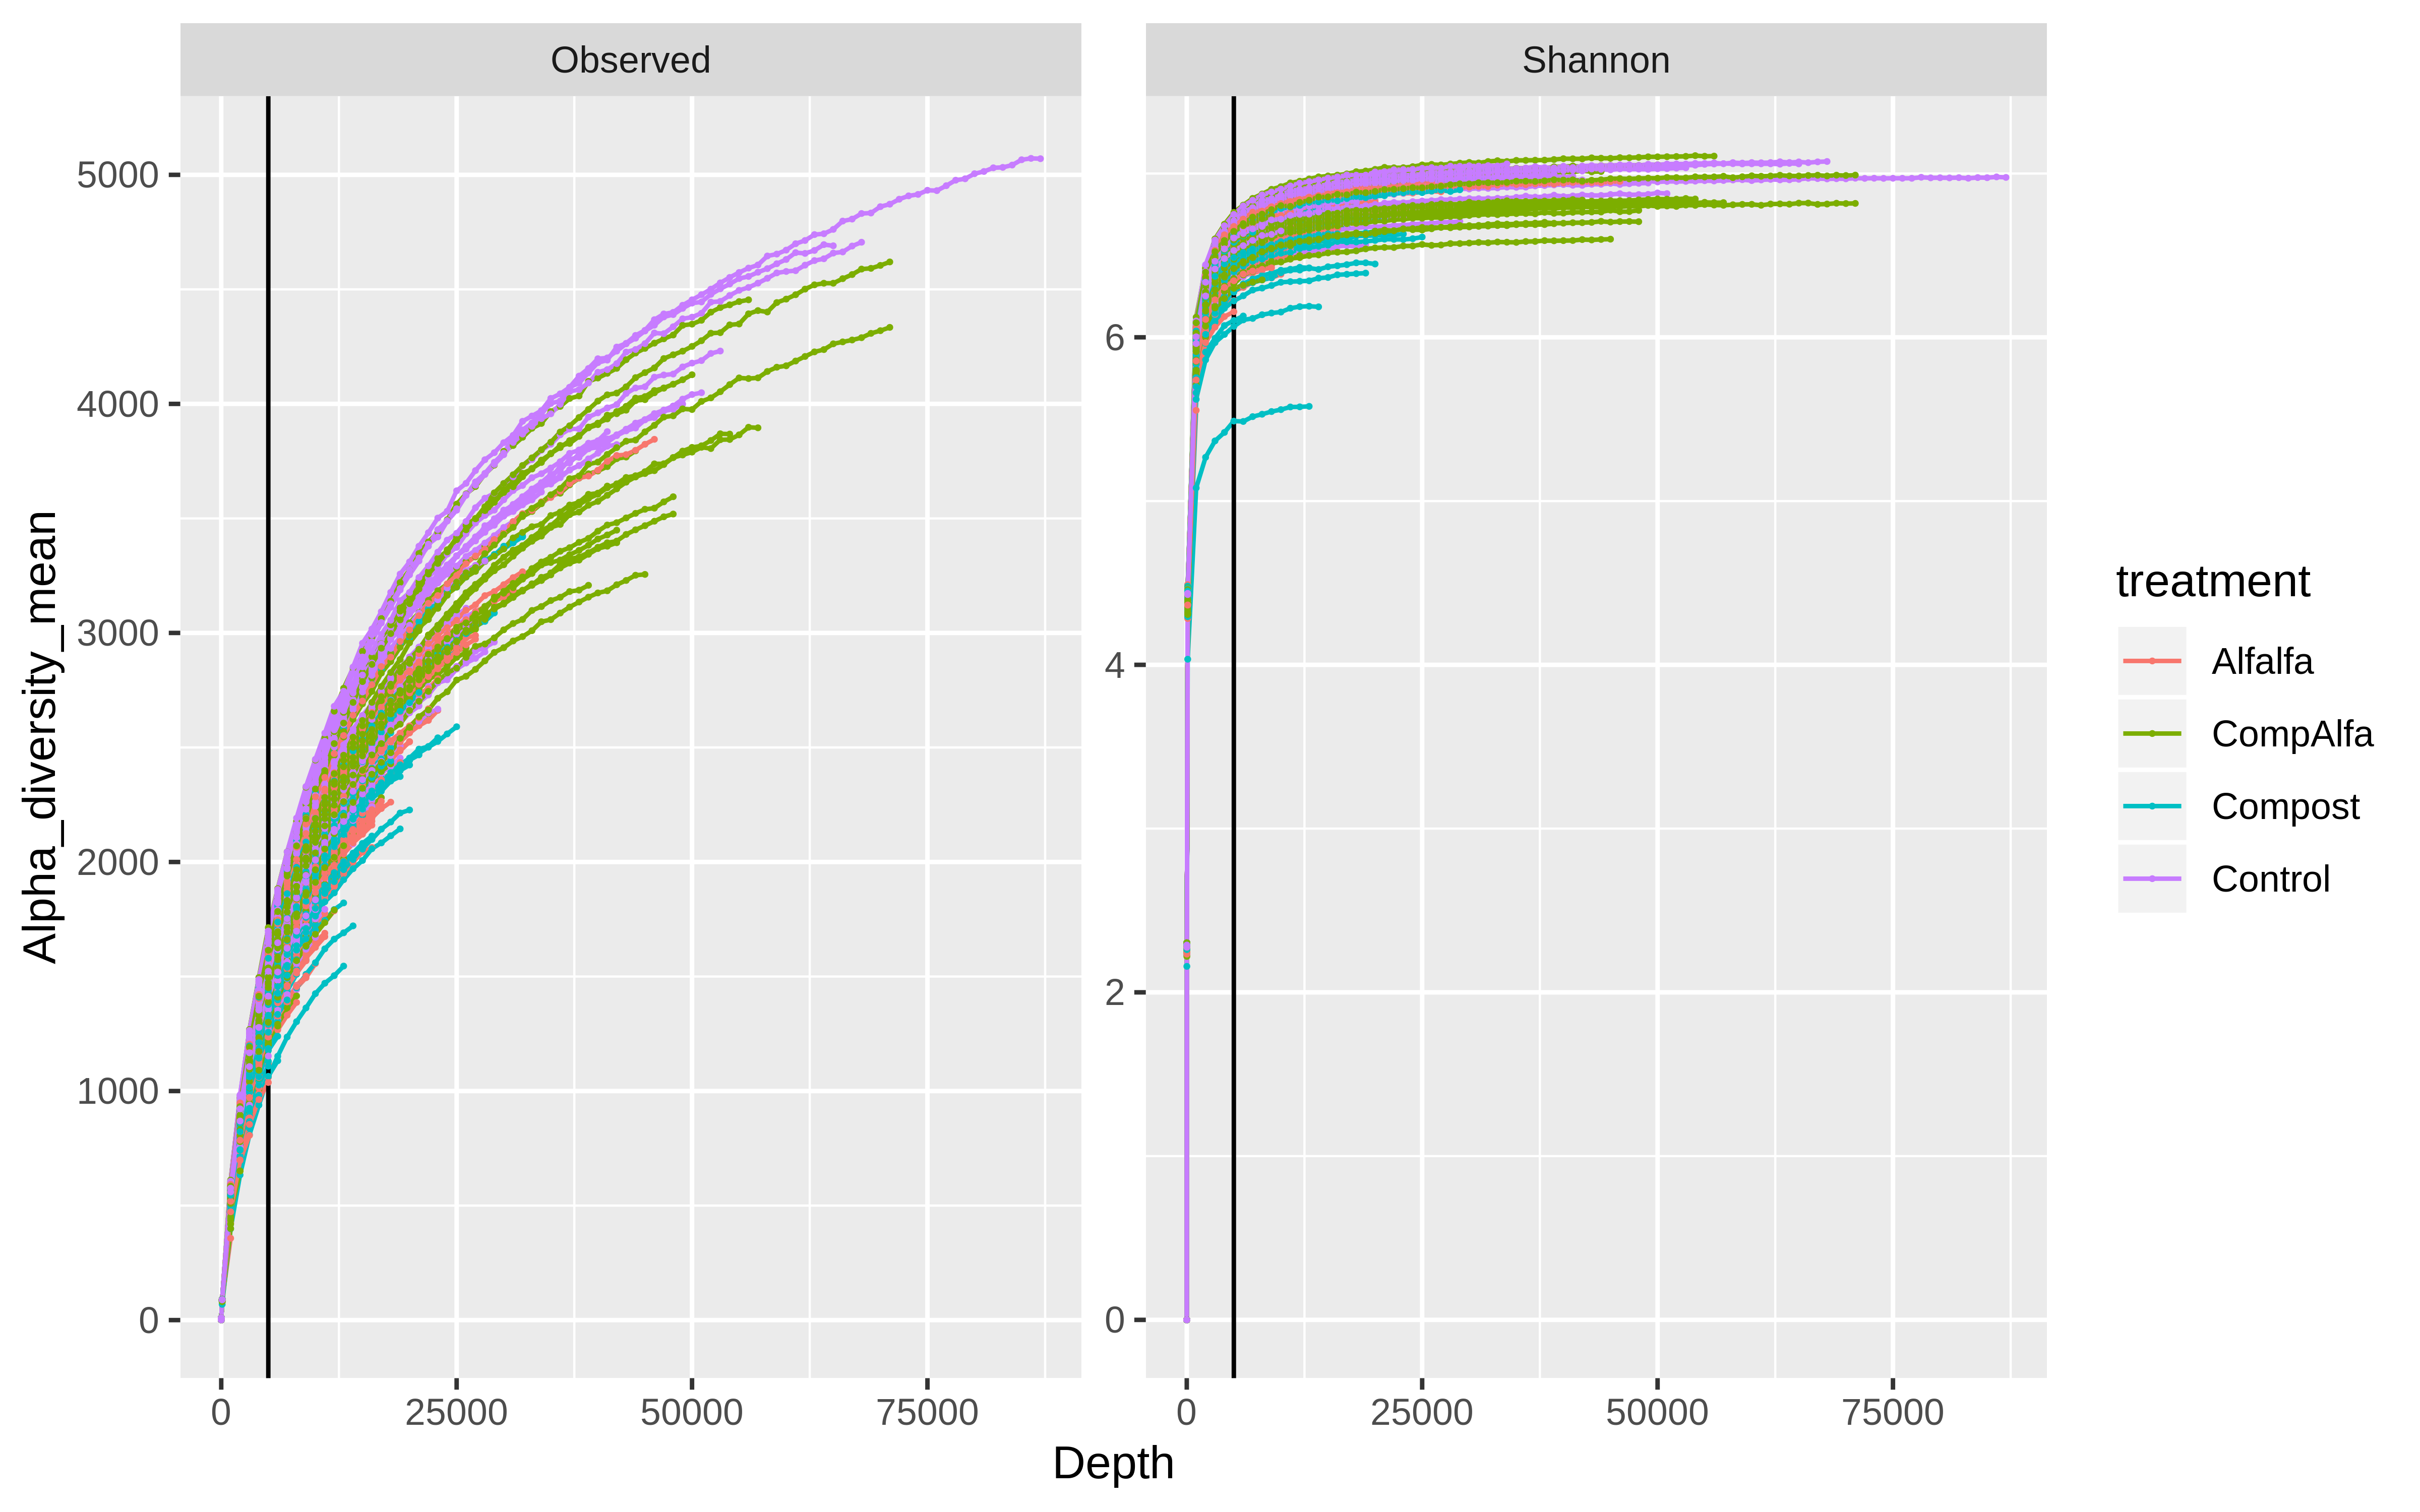 Observed
Shannon
Alpha_diversity_mean
5000
4000
3000
2000
1000
0
6
4
2
0
0 25000 50000 75000
0 25000 50000 75000
Depth
treatment
Alfalfa
CompAlfa
Compost
Control